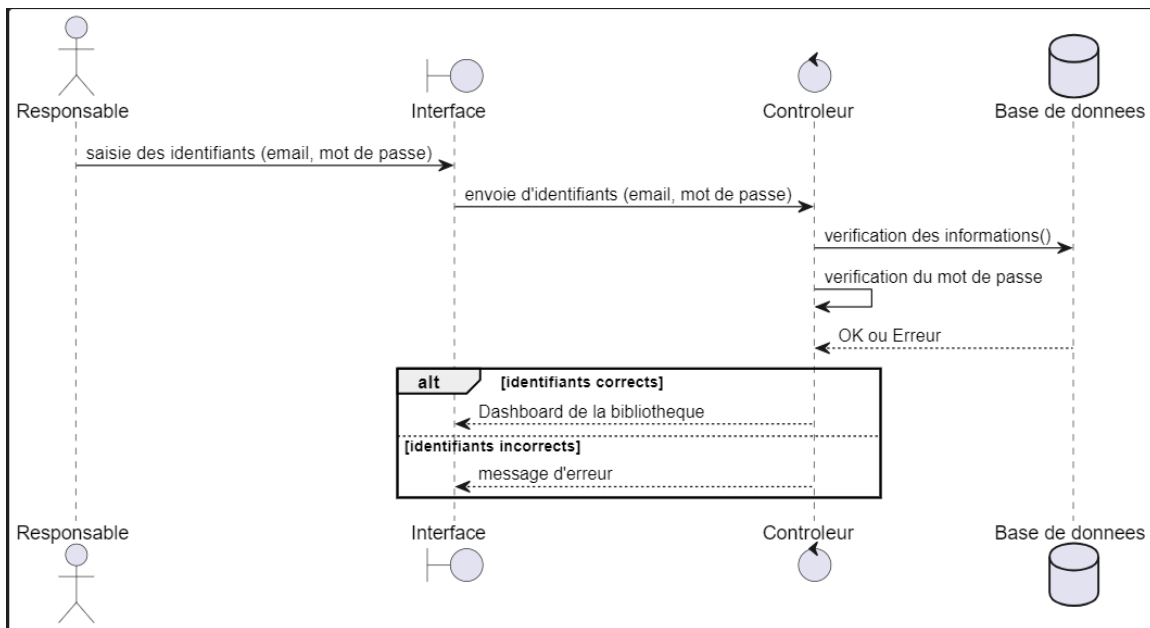 Responsable
Interface
Controleur
Base de donnees
saisie des identifiants (email, mot de passe)
envoie d'identifiants (email, mot de passe)
verification des informations()
verification du mot de passe
OK ou Erreur
alt [identifiants corrects]
Dashboard de la bibliotheque
[identifiants incorrects]
message d'erreur
Responsable
Interface
Controleur
Base de donnees